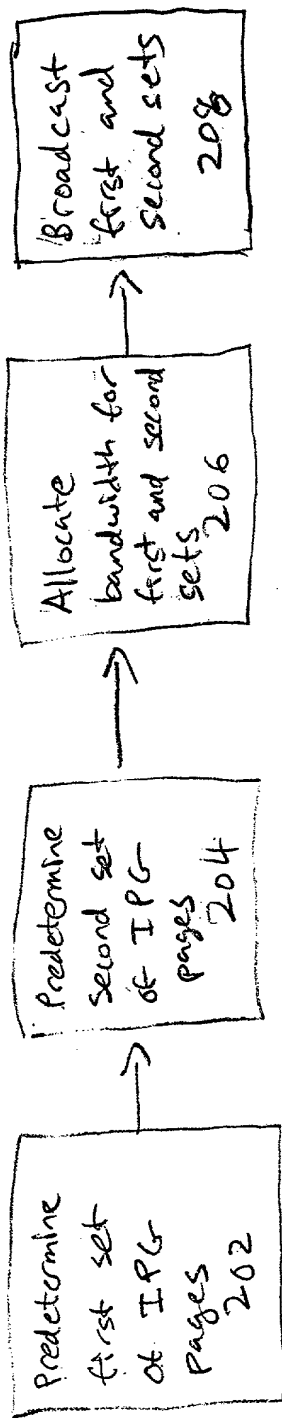 Predetermine
first set
of IPG
pages
202
Predetermine
second set
of IPG
pages
204
Allocate
bandwidth for
first and second
sets
206
Broadcast
first and
second sets
208